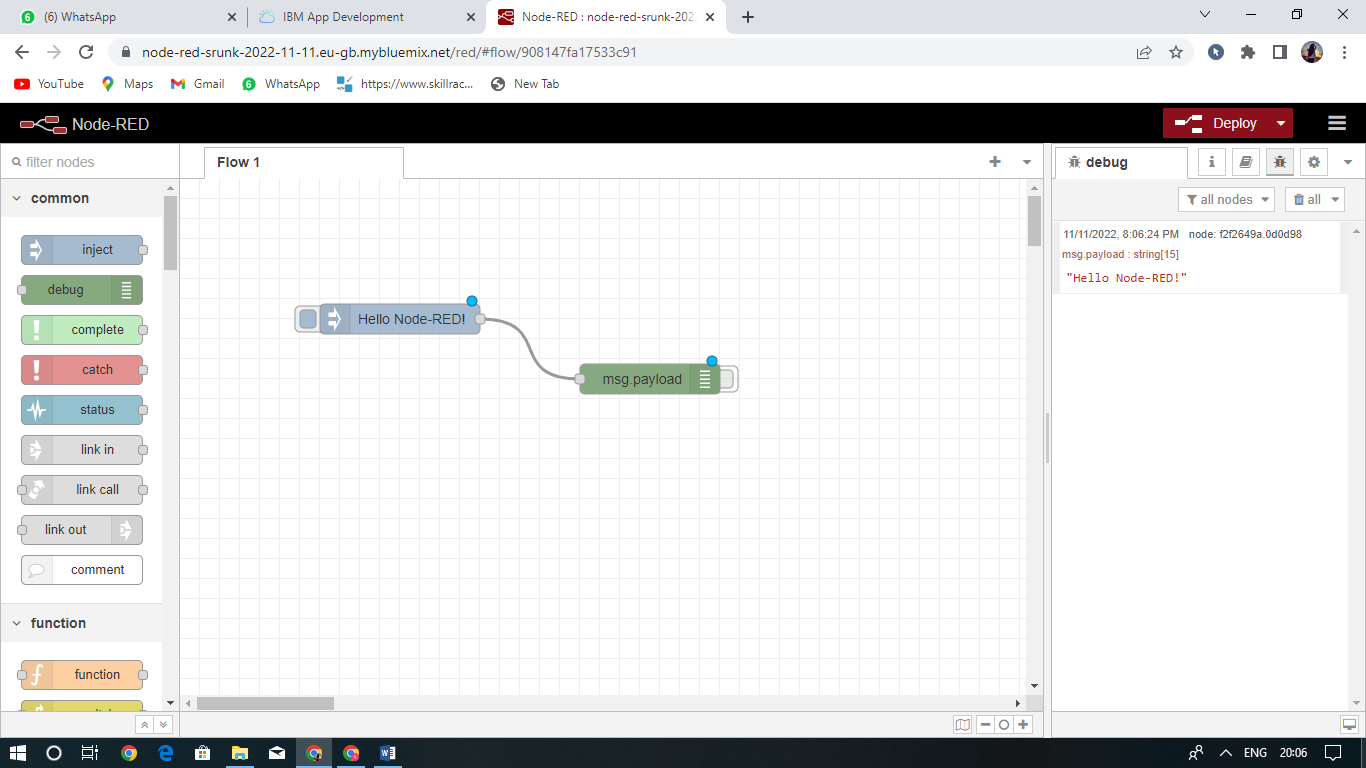 6 (6) WhatsApp
IBM App Development
Node-RED : node-red-srunk-202
node-red-srunk-2022-11-11.eu-gb.mybluemix.net/red/#flow/908147fa17533c91
YouTube Maps Gmail 6 WhatsApp https://www.skillrac... New Tab
Node-RED
Deploy
filter nodes
Flow 1
debug
i
common
all nodes
all
inject
debug
complete
catch
status
link in
link call
link out
comment
function
function
11/11/2022, 8:06:24 PM node: f2f2649a.0d0d98
msg.payload : string[15]
"Hello Node-RED!"
Hello Node-RED!
msg.payload
ENG 20:06